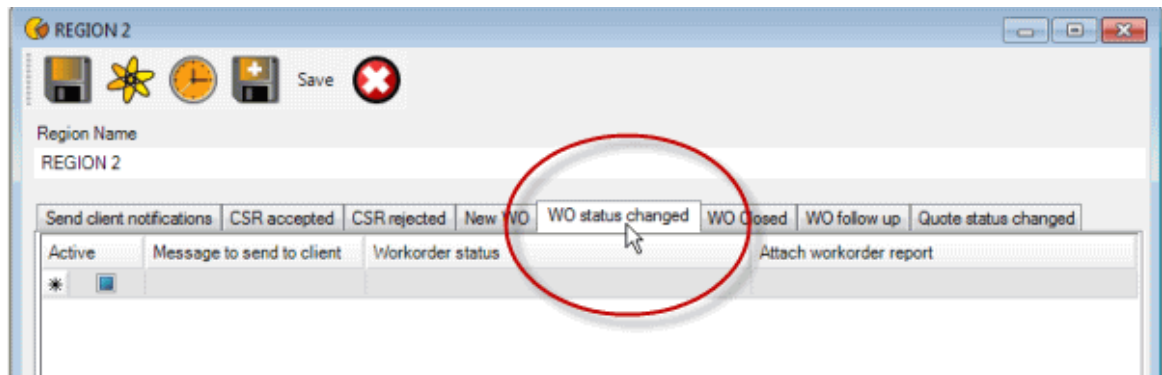 REGION 2
Save
Region Name
REGION 2
Send client notifications CSR accepted CSR rejected New WO WO status changed WO Closed WO follow up Quote status changed
Active Message to send to client Workorder status Attach workorder report